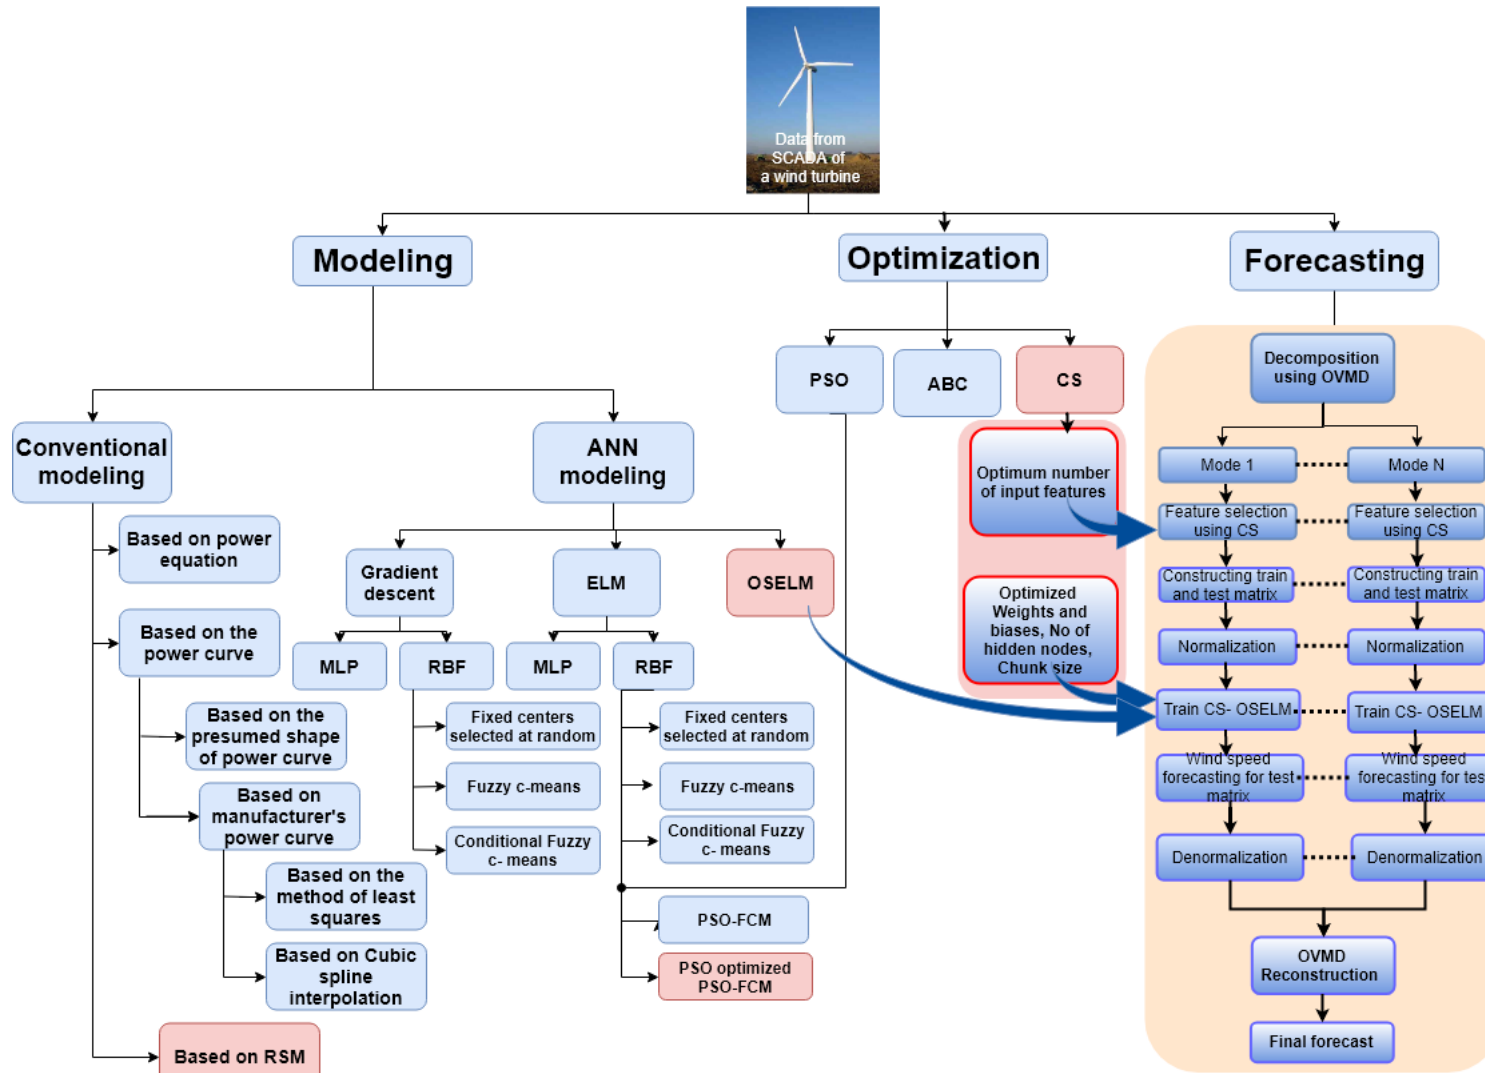 Data from
SCADA of
a wind turbine
Modeling
Optimization
Forecasting
PSO
ABC
CS
Decomposition
using OVMD
Conventional
modeling
ANN
modeling
Optimum number
of input features
Mode 1
Mode N
Feature selection
using CS
Feature selection
using CS
Based on power
equation
Gradient
descent
ELM
OSELM
Optimized
Weights and
biases, No of
hidden nodes,
Chunk size
Constructing train
and test matrix
Constructing train
and test matrix
Based on the
power curve
MLP
RBF
MLP
RBF
Normalization
Normalization
Based on the
presumed shape
of power curve
Fixed centers
selected at random
Fixed centers
selected at random
Train CS- OSELM
Train CS- OSELM
Based on
manufacturer's
power curve
Fuzzy c-means
Fuzzy c-means
Wind speed
forecasting for test
matrix
Wind speed
forecasting for test
matrix
Conditional Fuzzy
c- means
Conditional Fuzzy
c- means
Denormalization
Denormalization
Based on the
method of least
squares
PSO-FCM
Based on Cubic
spline
interpolation
PSO optimized
PSO-FCM
OVMD
Reconstruction
Based on RSM
Final forecast